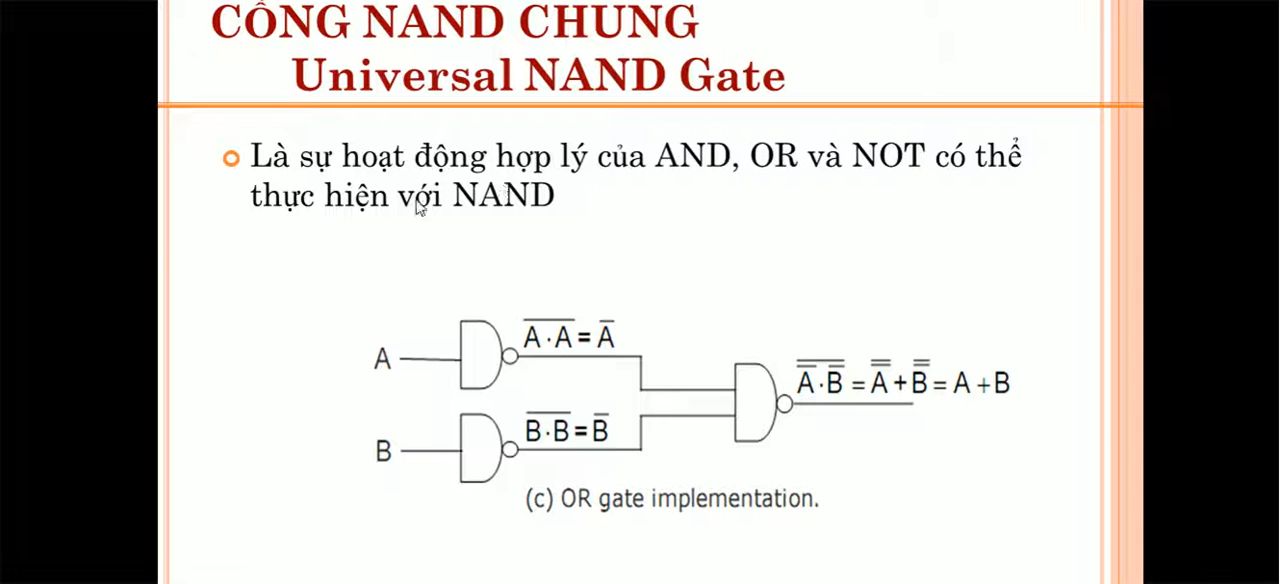 CỔNG NAND CHUNG
Universal NAND Gate
Là sự hoạt động hợp lý của AND, OR và NOT có thể
thực hiện với NAND
A
A̅ ̅·̅ ̅A̅ = A̅
B
B̅ ̅·̅ ̅B̅ = B̅
A̅̅ ̅·̅ ̅B̅̅ = A̅̅ + B̅̅ = A + B
(c) OR gate implementation.